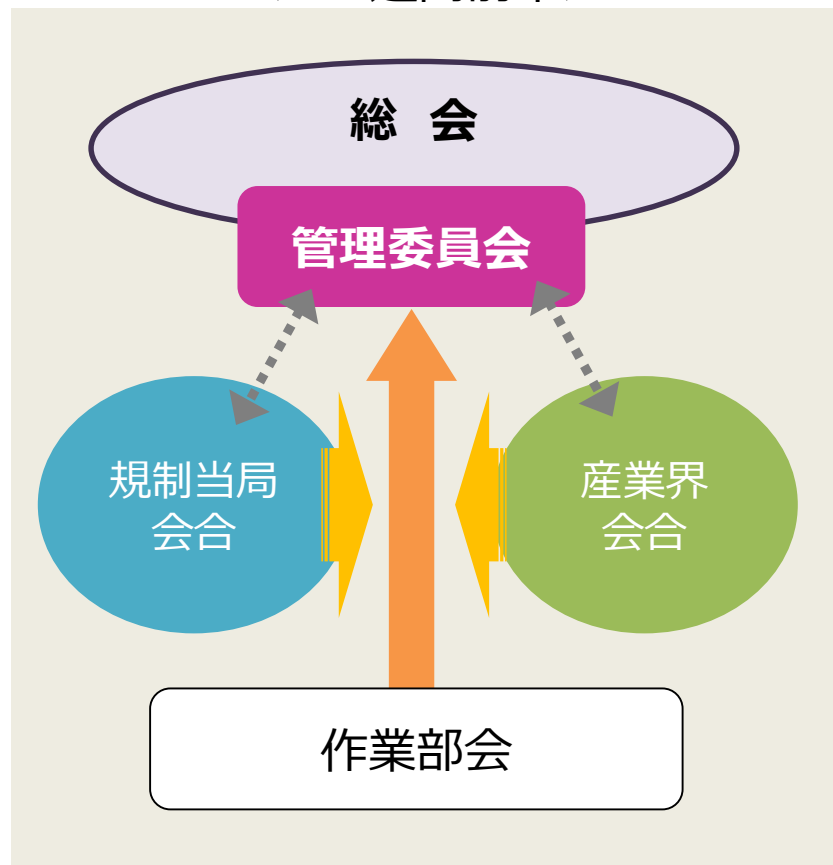 総 会
管理委員会
規制当局
会合
産業界
会合
作業部会